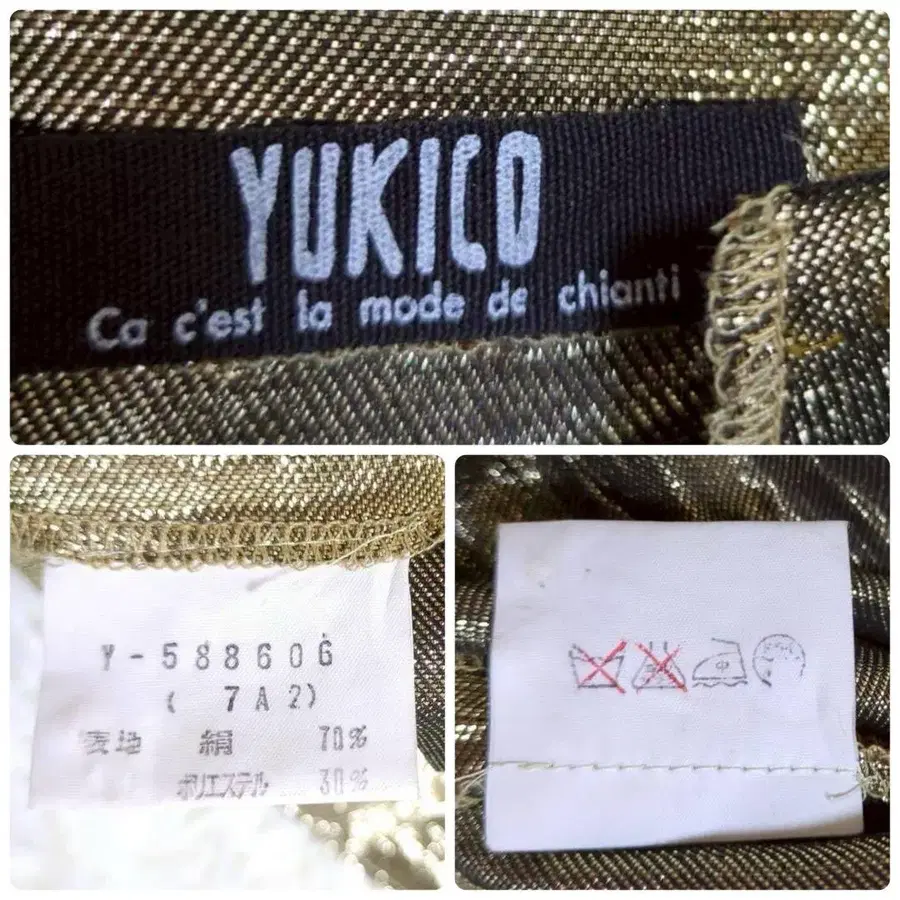 YUKICO
Ca c'est la mode de chianti
Y-58860G
( 7A2)
表地 絹 70%
ポリエステル 30%